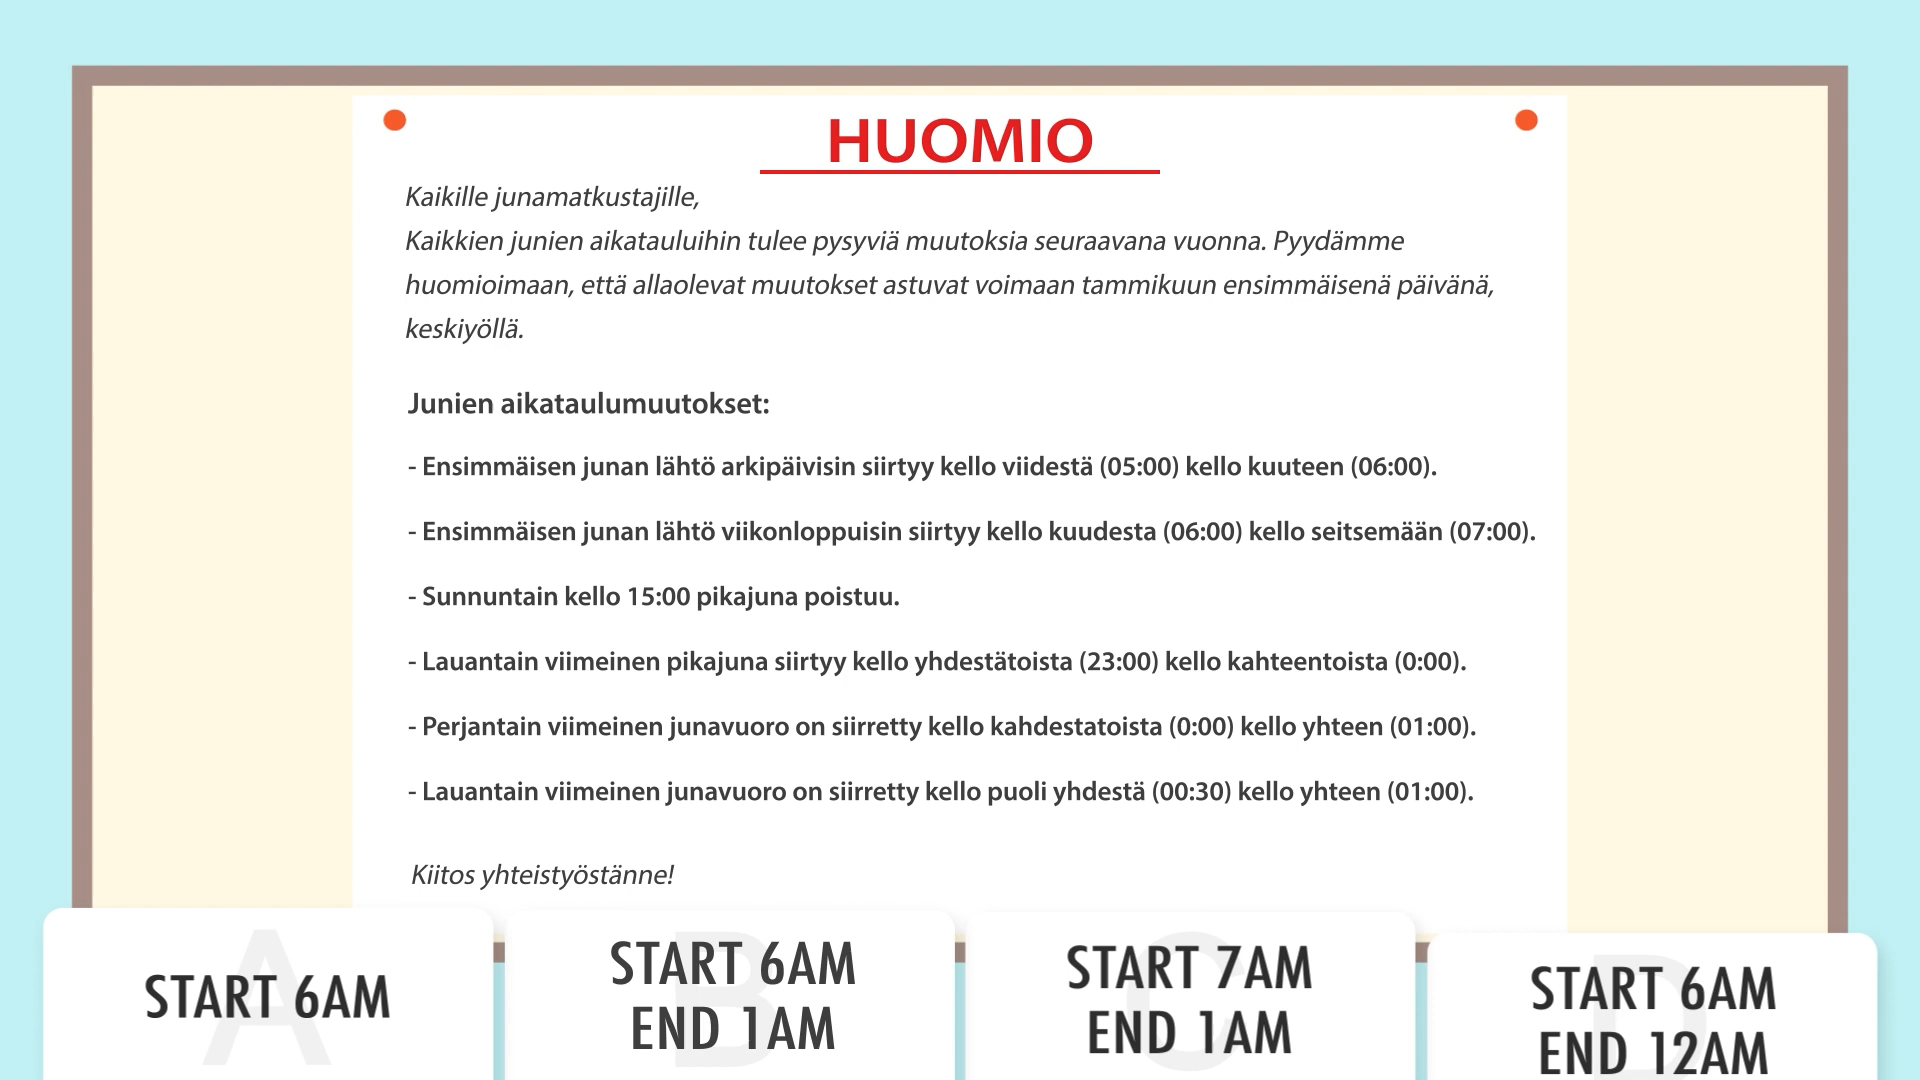 HUOMIO
Kaikille junamatkustajille,
Kaikkien junien aikatauluihin tulee pysyviä muutoksia seuraavana vuonna. Pyydämme
huomioimaan, että allaolevat muutokset astuvat voimaan tammikuun ensimmäisenä päivänä,
keskiyöllä.
Junien aikataulumuutokset:
- Ensimmäisen junan lähtö arkipäivisin siirtyy kello viidestä (05:00) kello kuuteen (06:00).
- Ensimmäisen junan lähtö viikonloppuisin siirtyy kello kuudesta (06:00) kello seitsemään (07:00).
- Sunnuntain kello 15:00 pikajuna poistuu.
- Lauantain viimeinen pikajuna siirtyy kello yhdestätoista (23:00) kello kahteentoista (0:00).
- Perjantain viimeinen junavuoro on siirretty kello kahdestatoista (0:00) kello yhteen (01:00).
- Lauantain viimeinen junavuoro on siirretty kello puoli yhdestä (00:30) kello yhteen (01:00).
Kiitos yhteistyöstänne!
A
START 6AM
B
START 6AM
END 1AM
C
START 7AM
END 1AM
D
START 6AM
END 12AM